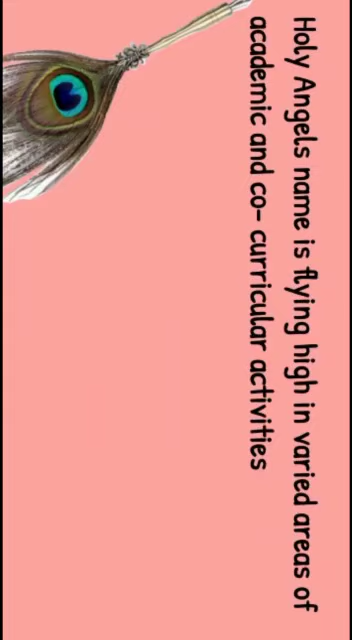 Holy Angels name is flying high in varied areas of
academic and co- curricular activities